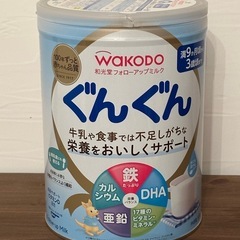 wakodo
和光堂フォローアップミルク
満9か月頃から
3歳頃まで
ぐんぐん
牛乳や食事では不足しがちな
栄養をおいしくサポート
鉄
カルシウム
DHA
亜鉛
17種の
ビタミン・
ミネラル